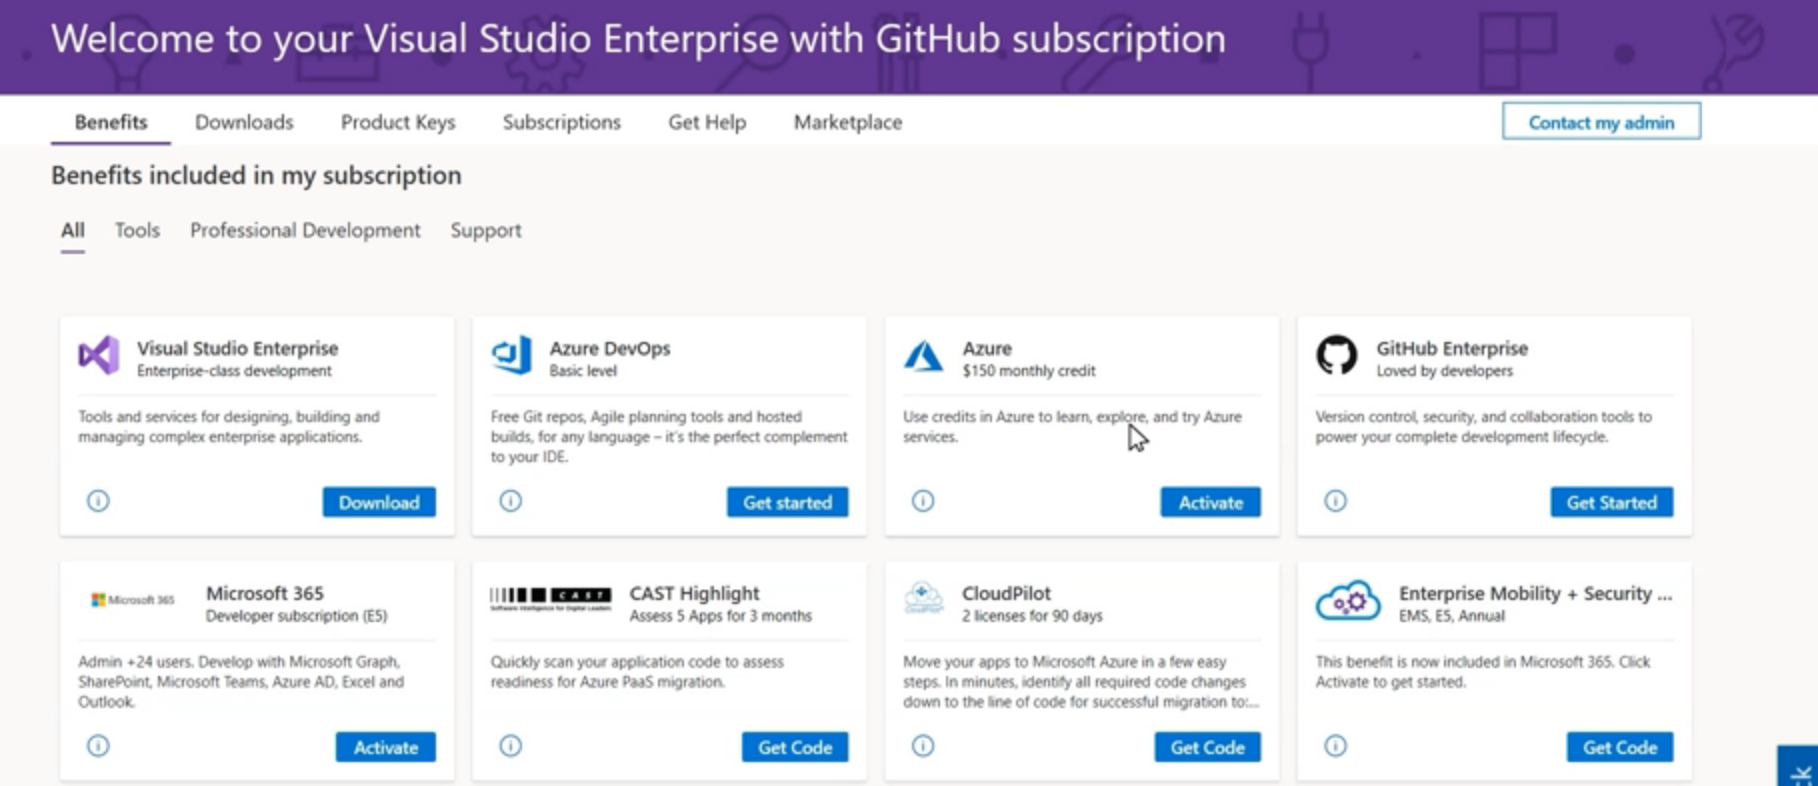 Welcome to your Visual Studio Enterprise with GitHub subscription
Benefits Downloads Product Keys Subscriptions Get Help Marketplace Contact my admin
Benefits included in my subscription
All Tools Professional Development Support
Visual Studio Enterprise
Enterprise-class development
Tools and services for designing, building and
managing complex enterprise applications.
Download
Azure DevOps
Basic level
Free Git repos, Agile planning tools and hosted
builds, for any language – it's the perfect complement
to your IDE.
Get started
Azure
$150 monthly credit
Use credits in Azure to learn, explore, and try Azure
services.
Activate
GitHub Enterprise
Loved by developers
Version control, security, and collaboration tools to
power your complete development lifecycle.
Get Started
Microsoft 365
Microsoft 365
Developer subscription (E5)
Admin +24 users. Develop with Microsoft Graph,
SharePoint, Microsoft Teams, Azure AD, Excel and
Outlook.
Activate
CAST
Software Intelligence for Digital Leaders
CAST Highlight
Assess 5 Apps for 3 months
Quickly scan your application code to assess
readiness for Azure PaaS migration.
Get Code
CloudPilot
CloudPilot
2 licenses for 90 days
Move your apps to Microsoft Azure in a few easy
steps. In minutes, identify all required code changes
down to the line of code for successful migration to:...
Get Code
Enterprise Mobility + Security ...
EMS, E5, Annual
This benefit is now included in Microsoft 365. Click
Activate to get started.
Get Code